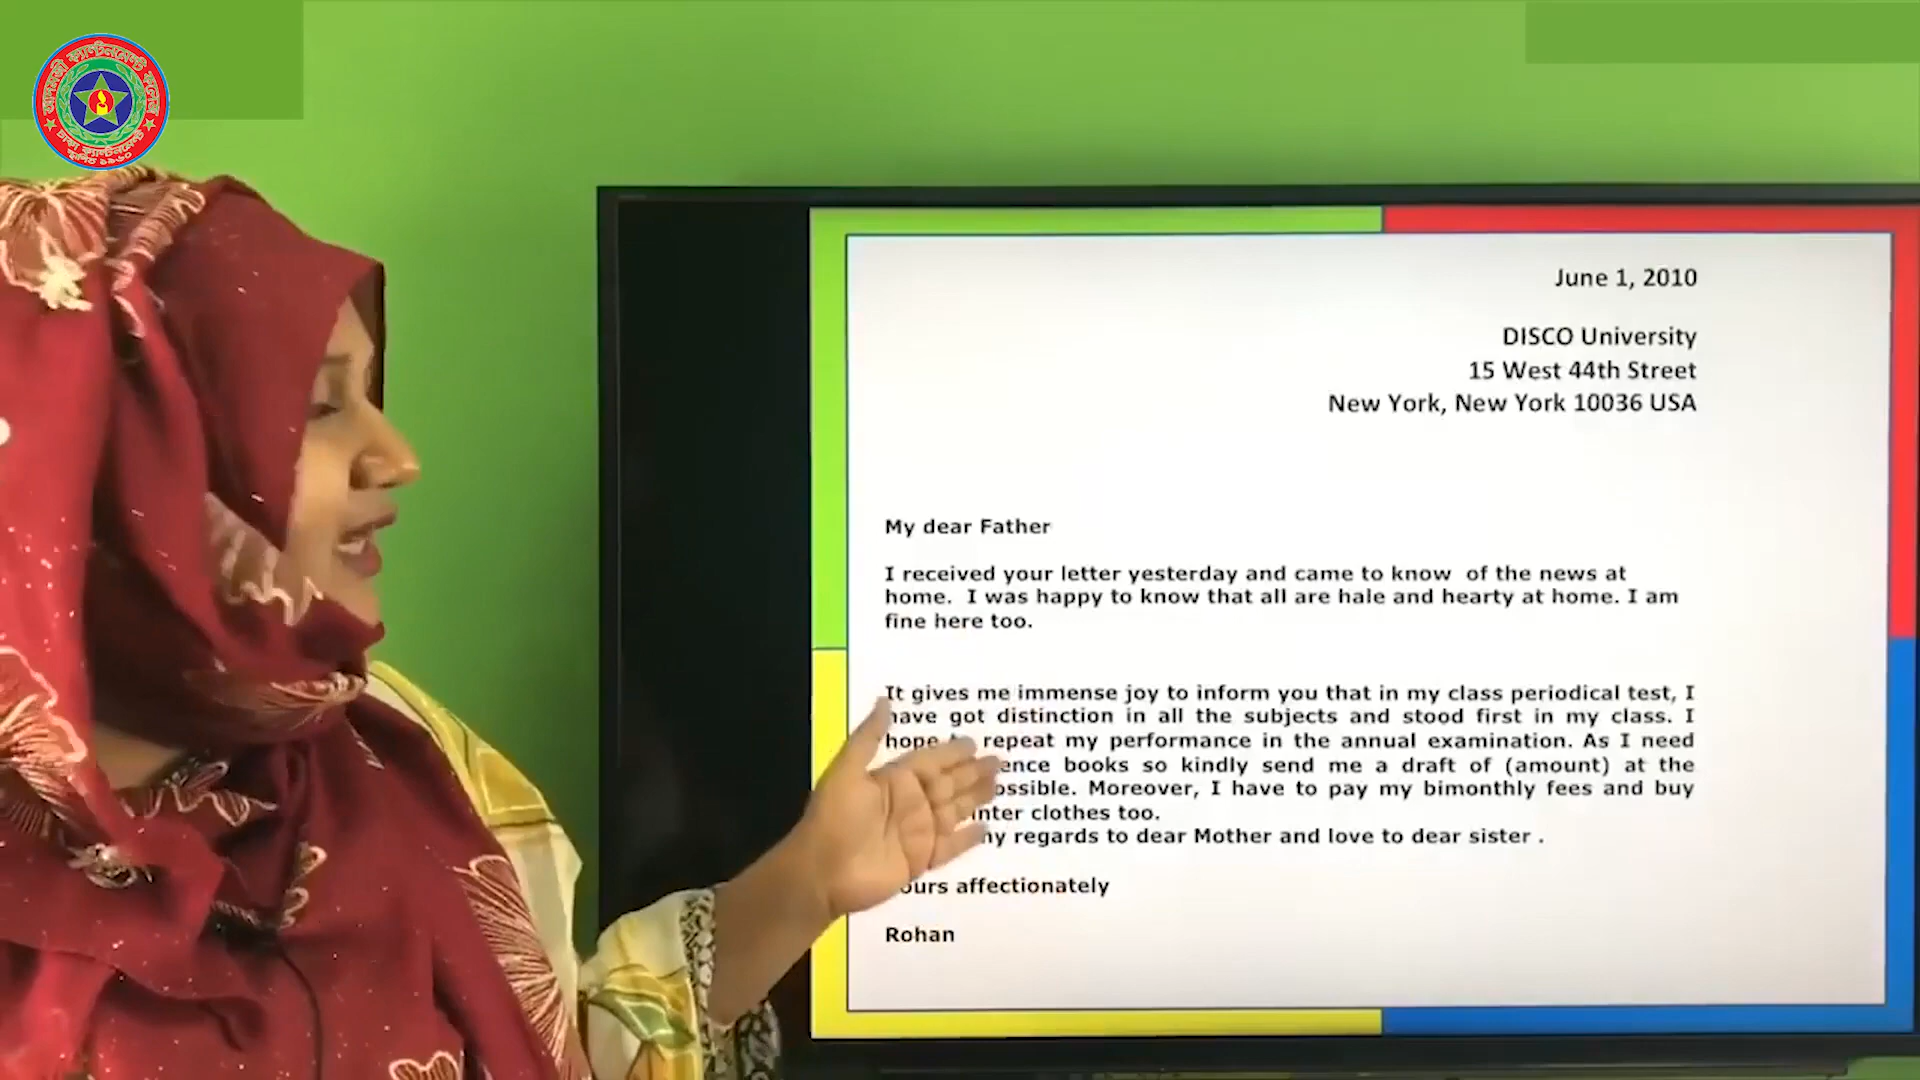 আদমজী ক্যান্টনমেন্ট কলেজ
ঢাকা ক্যান্টনমেন্ট
স্থাপিত ১৯৬০
June 1, 2010
DISCO University
15 West 44th Street
New York, New York 10036 USA
My dear Father
I received your letter yesterday and came to know of the news at
home. I was happy to know that all are hale and hearty at home. I am
fine here too.
It gives me immense joy to inform you that in my class periodical test, I
have got distinction in all the subjects and stood first in my class. I
hope repeat my performance in the annual examination. As I need
books so kindly send me a draft of (amount) at the
Moreover, I have to pay my bimonthly fees and buy
clothes too.
regards to dear Mother and love to dear sister .
affectionately
Rohan